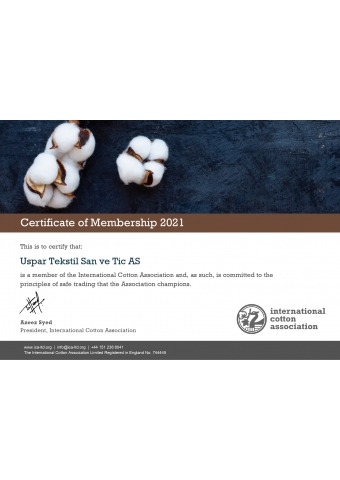 Certificate of Membership 2021
This is to certify that:
Uspar Tekstil San ve Tic AS
is a member of the International Cotton Association and, as such, is committed to the
principles of safe trading that the Association champions.
Azeez Syed
President, International Cotton Association
international
cotton
association
www.ica-ltd.org | info@ica-ltd.org | +44 151 236 6041
The International Cotton Association Limited Registered in England No. 744449